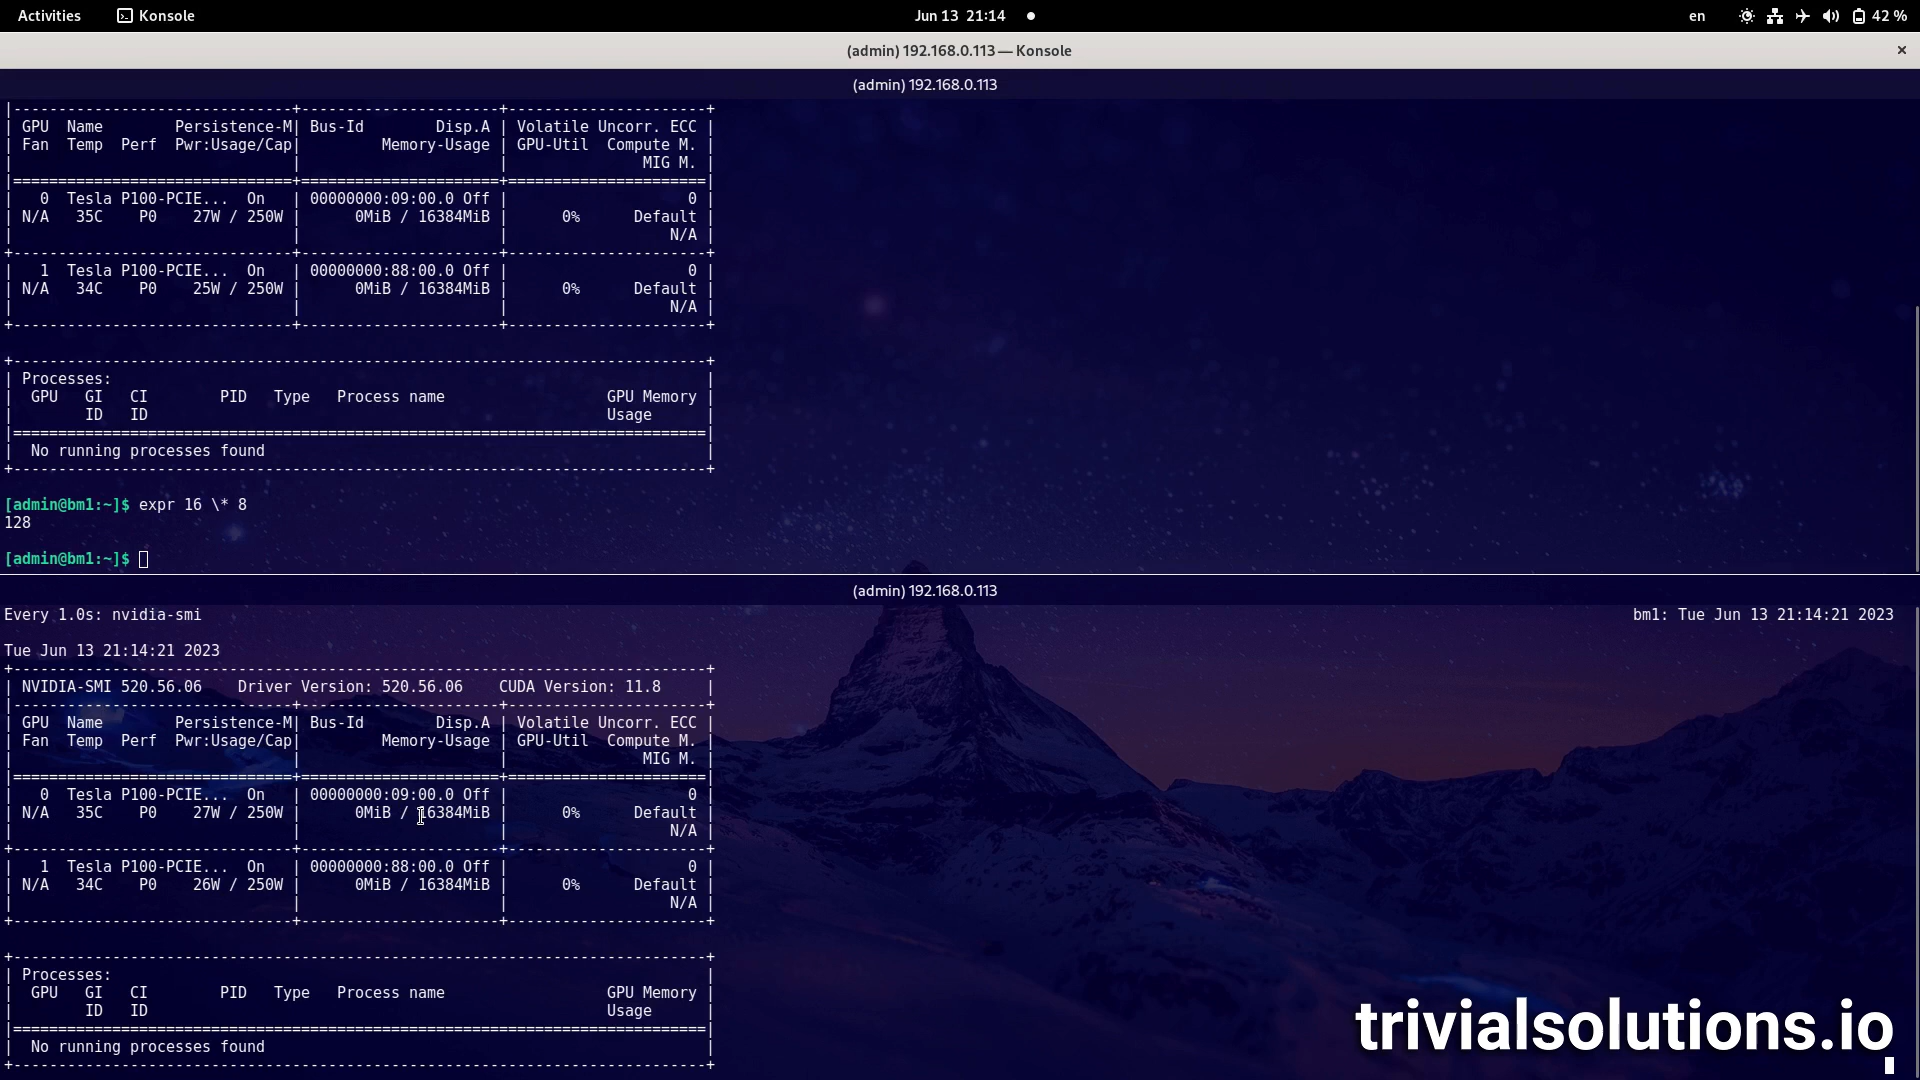 Activities Konsole Jun 13 21:14 en 42 %
(admin) 192.168.0.113 — Konsole ×
(admin) 192.168.0.113
|-------------------------------+----------------------+----------------------+
| GPU  Name        Persistence-M| Bus-Id        Disp.A | Volatile Uncorr. ECC |
| Fan  Temp  Perf  Pwr:Usage/Cap|         Memory-Usage | GPU-Util  Compute M. |
|                               |                      |               MIG M. |
|===============================+======================+======================|
|   0  Tesla P100-PCIE...  On   | 00000000:09:00.0 Off |                    0 |
| N/A   35C    P0    27W / 250W |      0MiB / 16384MiB |      0%      Default |
|                               |                      |                  N/A |
+-------------------------------+----------------------+----------------------+
|   1  Tesla P100-PCIE...  On   | 00000000:88:00.0 Off |                    0 |
| N/A   34C    P0    25W / 250W |      0MiB / 16384MiB |      0%      Default |
|                               |                      |                  N/A |
+-------------------------------+----------------------+----------------------+
+-----------------------------------------------------------------------------+
| Processes:                                                                  |
|  GPU   GI   CI        PID   Type   Process name                  GPU Memory |
|        ID   ID                                                   Usage      |
|=============================================================================|
|  No running processes found                                                 |
+-----------------------------------------------------------------------------+
[admin@bm1:~]$ expr 16 \* 8
128
[admin@bm1:~]$
(admin) 192.168.0.113
Every 1.0s: nvidia-smi bm1: Tue Jun 13 21:14:21 2023
Tue Jun 13 21:14:21 2023
+-----------------------------------------------------------------------------+
| NVIDIA-SMI 520.56.06    Driver Version: 520.56.06    CUDA Version: 11.8     |
|-------------------------------+----------------------+----------------------+
| GPU  Name        Persistence-M| Bus-Id        Disp.A | Volatile Uncorr. ECC |
| Fan  Temp  Perf  Pwr:Usage/Cap|         Memory-Usage | GPU-Util  Compute M. |
|                               |                      |               MIG M. |
|===============================+======================+======================|
|   0  Tesla P100-PCIE...  On   | 00000000:09:00.0 Off |                    0 |
| N/A   35C    P0    27W / 250W |      0MiB / 16384MiB |      0%      Default |
|                               |                      |                  N/A |
+-------------------------------+----------------------+----------------------+
|   1  Tesla P100-PCIE...  On   | 00000000:88:00.0 Off |                    0 |
| N/A   34C    P0    26W / 250W |      0MiB / 16384MiB |      0%      Default |
|                               |                      |                  N/A |
+-------------------------------+----------------------+----------------------+
+-----------------------------------------------------------------------------+
| Processes:                                                                  |
|  GPU   GI   CI        PID   Type   Process name                  GPU Memory |
|        ID   ID                                                   Usage      |
|=============================================================================|
|  No running processes found                                                 |
+-----------------------------------------------------------------------------+
trivialsolutions.io